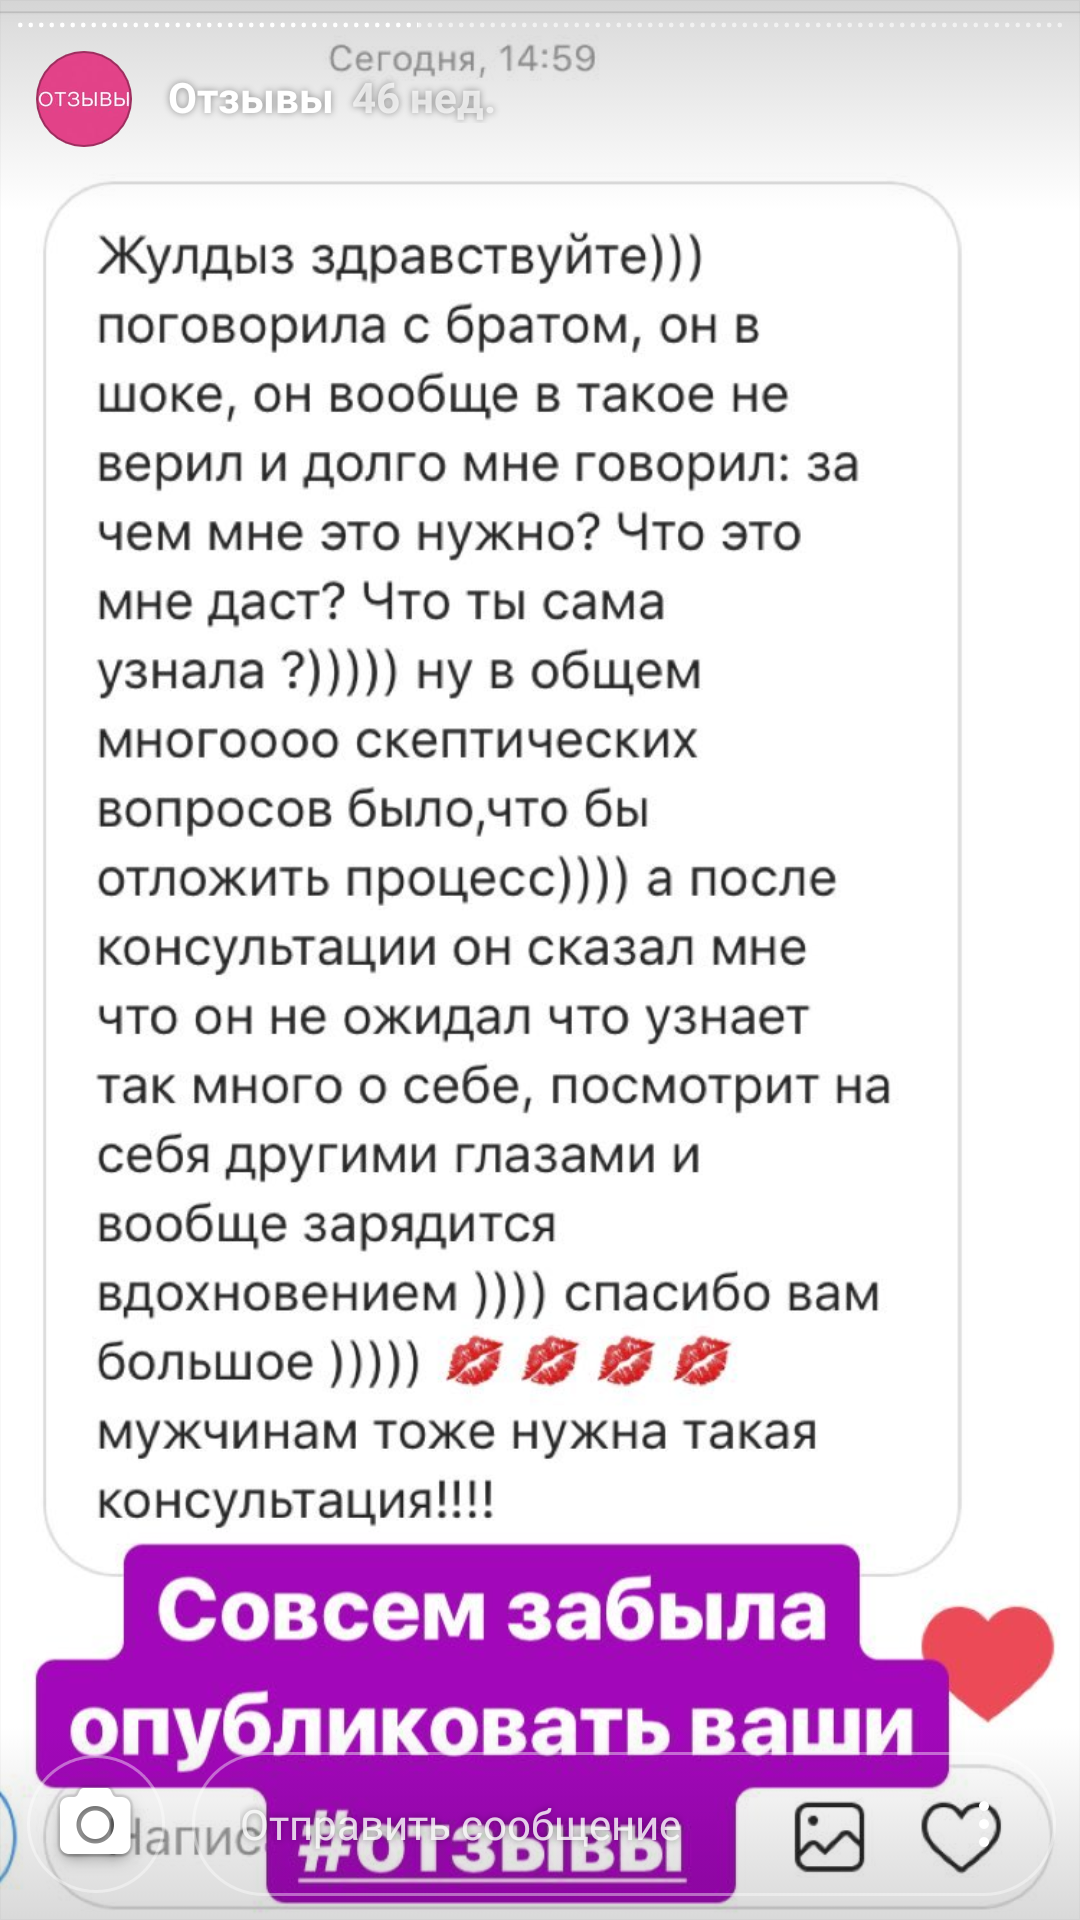 Сегодня, 14:59
ОТЗЫВЫ
Отзывы 46 нед.
Жулдыз здравствуйте)))
поговорила с братом, он в
шоке, он вообще в такое не
верил и долго мне говорил: за
чем мне это нужно? Что это
мне даст? Что ты сама
узнала ?))))) ну в общем
многоооо скептических
вопросов было,что бы
отложить процесс)))) а после
консультации он сказал мне
что он не ожидал что узнает
так много о себе, посмотрит на
себя другими глазами и
вообще зарядится
вдохновением )))) спасибо вам
большое ))))) 💋 💋 💋 💋
мужчинам тоже нужна такая
консультация!!!!
Совсем забыла
опубликовать ваши
#отзывы
Отправить сообщение